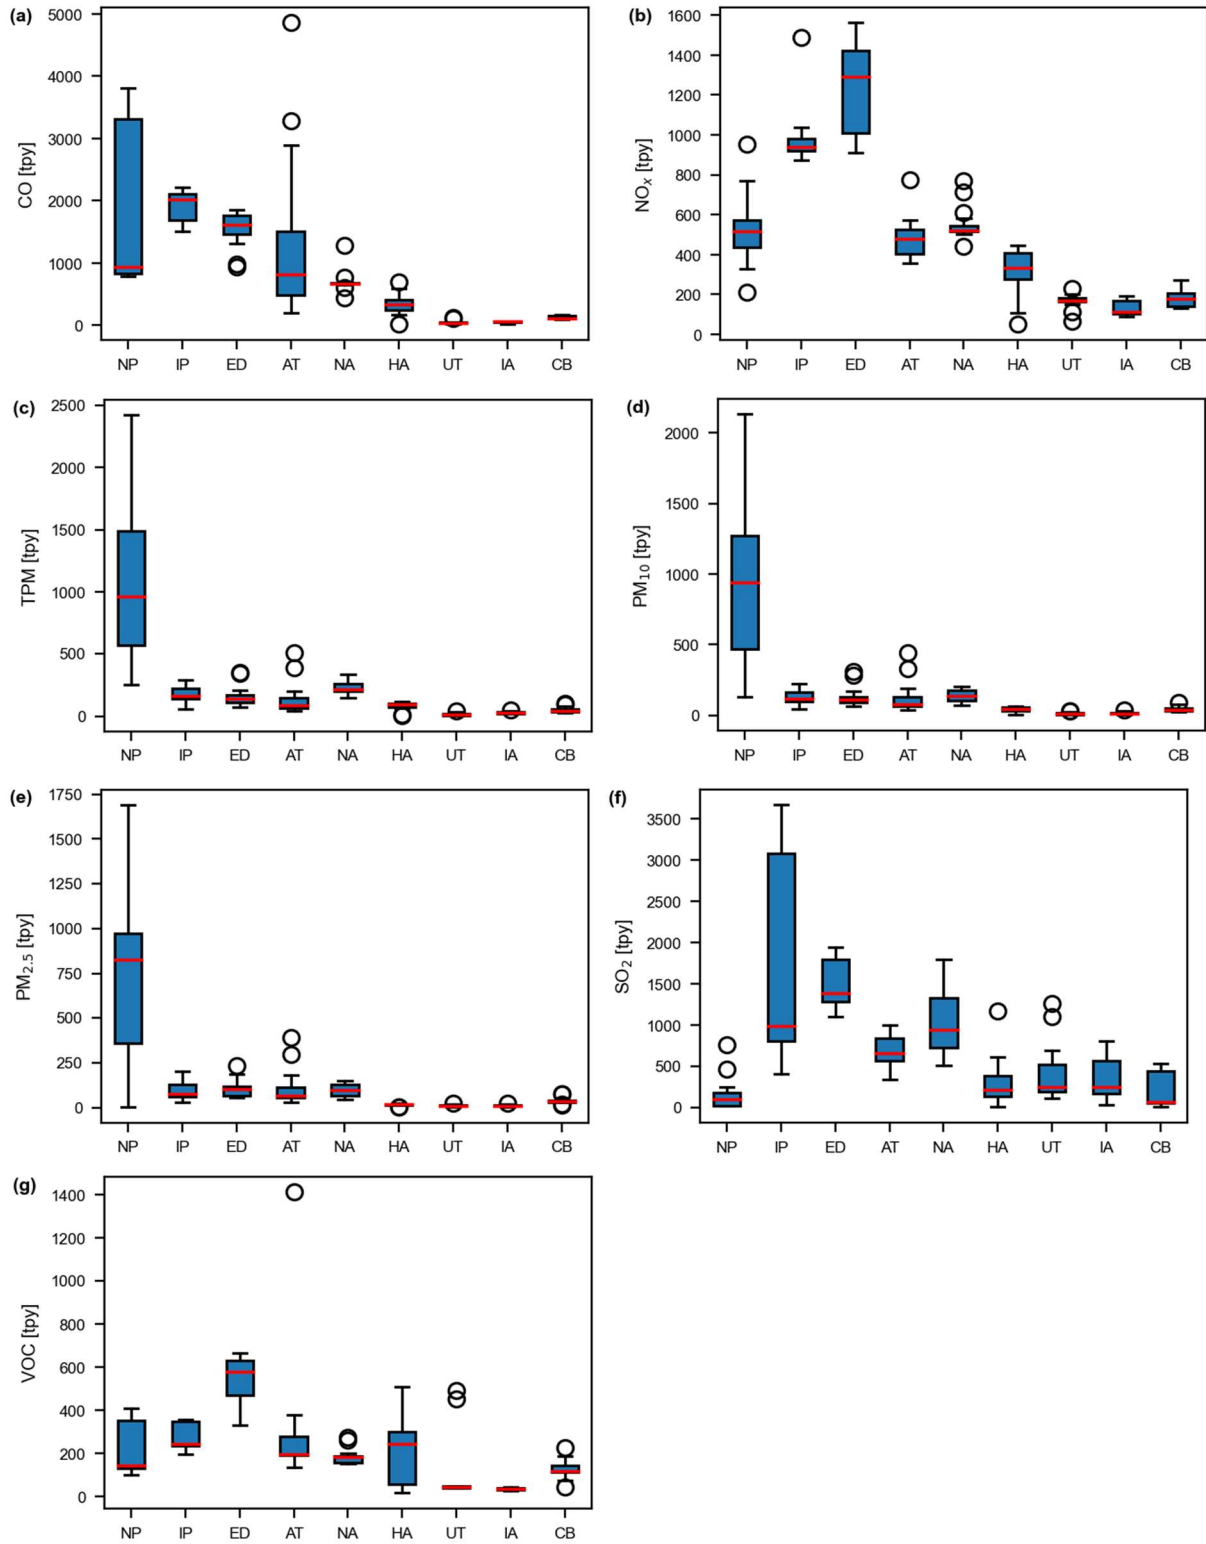 (a)
CO [tpy]
5000
4000
3000
2000
1000
0
NP IP ED AT NA HA UT IA CB
(b)
NOx [tpy]
1600
1400
1200
1000
800
600
400
200
0
NP IP ED AT NA HA UT IA CB
(c)
TPM [tpy]
2500
2000
1500
1000
500
0
NP IP ED AT NA HA UT IA CB
(d)
PM10 [tpy]
2000
1500
1000
500
0
NP IP ED AT NA HA UT IA CB
(e)
PM2.5 [tpy]
1750
1500
1250
1000
750
500
250
0
NP IP ED AT NA HA UT IA CB
(f)
SO2 [tpy]
3500
3000
2500
2000
1500
1000
500
0
NP IP ED AT NA HA UT IA CB
(g)
VOC [tpy]
1400
1200
1000
800
600
400
200
0
NP IP ED AT NA HA UT IA CB